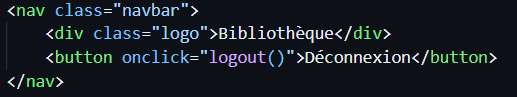 <nav class="navbar">
    <div class="logo">Bibliothèque</div>
    <button onclick="logout()">Déconnexion</button>
</nav>